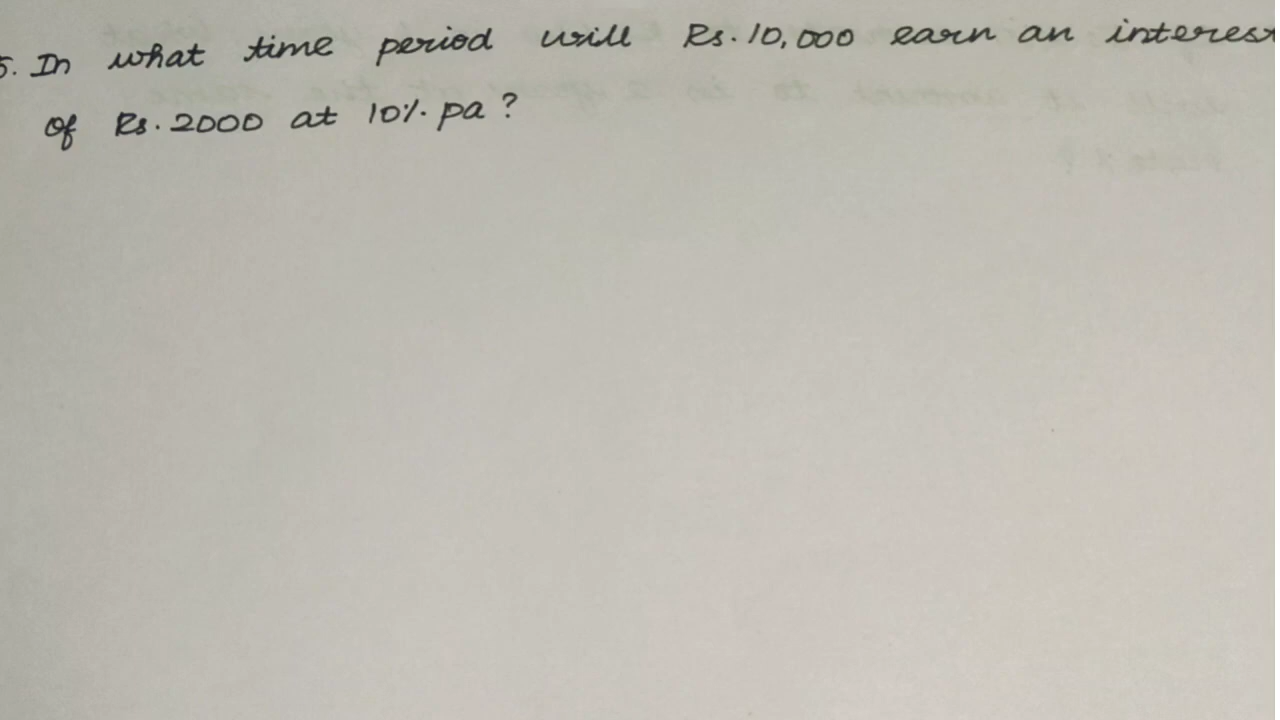 5. In what time period will Rs. 10,000 earn an interest
of Rs. 2000 at 10% pa ?